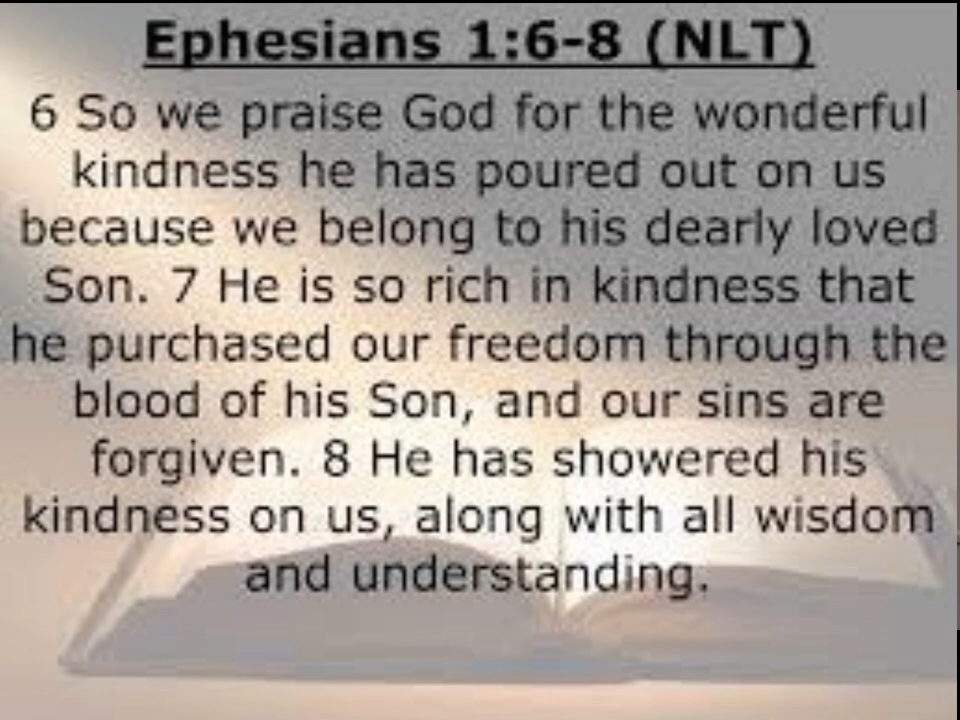 Ephesians 1:6-8 (NLT)
6 So we praise God for the wonderful
kindness he has poured out on us
because we belong to his dearly loved
Son. 7 He is so rich in kindness that
he purchased our freedom through the
blood of his Son, and our sins are
forgiven. 8 He has showered his
kindness on us, along with all wisdom
and understanding.